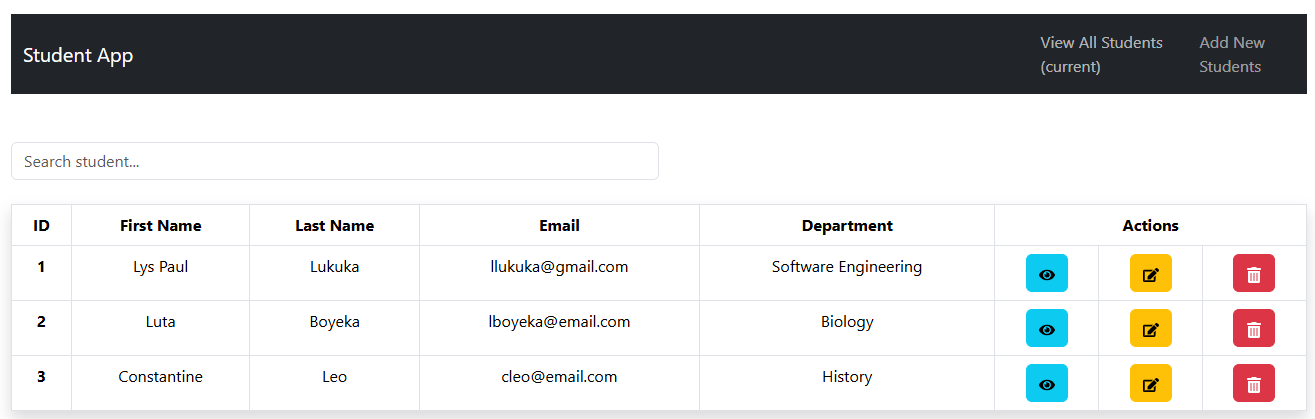 Student App
View All Students
(current)
Add New
Students
Search student...
ID First Name Last Name Email Department Actions
1 Lys Paul Lukuka llukuka@gmail.com Software Engineering
2 Luta Boyeka lboyeka@email.com Biology
3 Constantine Leo cleo@email.com History